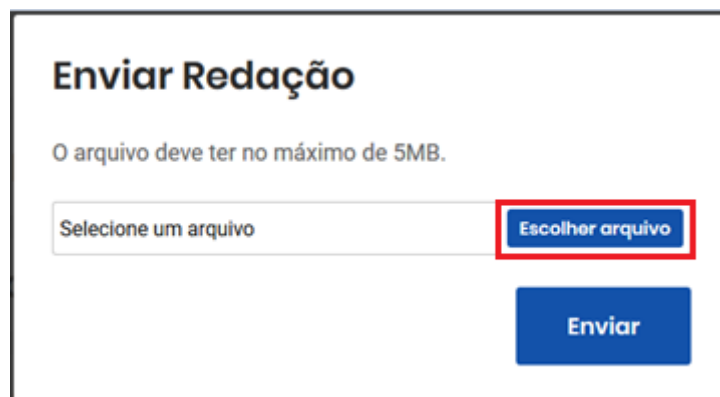 Enviar Redação
O arquivo deve ter no máximo de 5MB.
Selecione um arquivo Escolher arquivo
Enviar